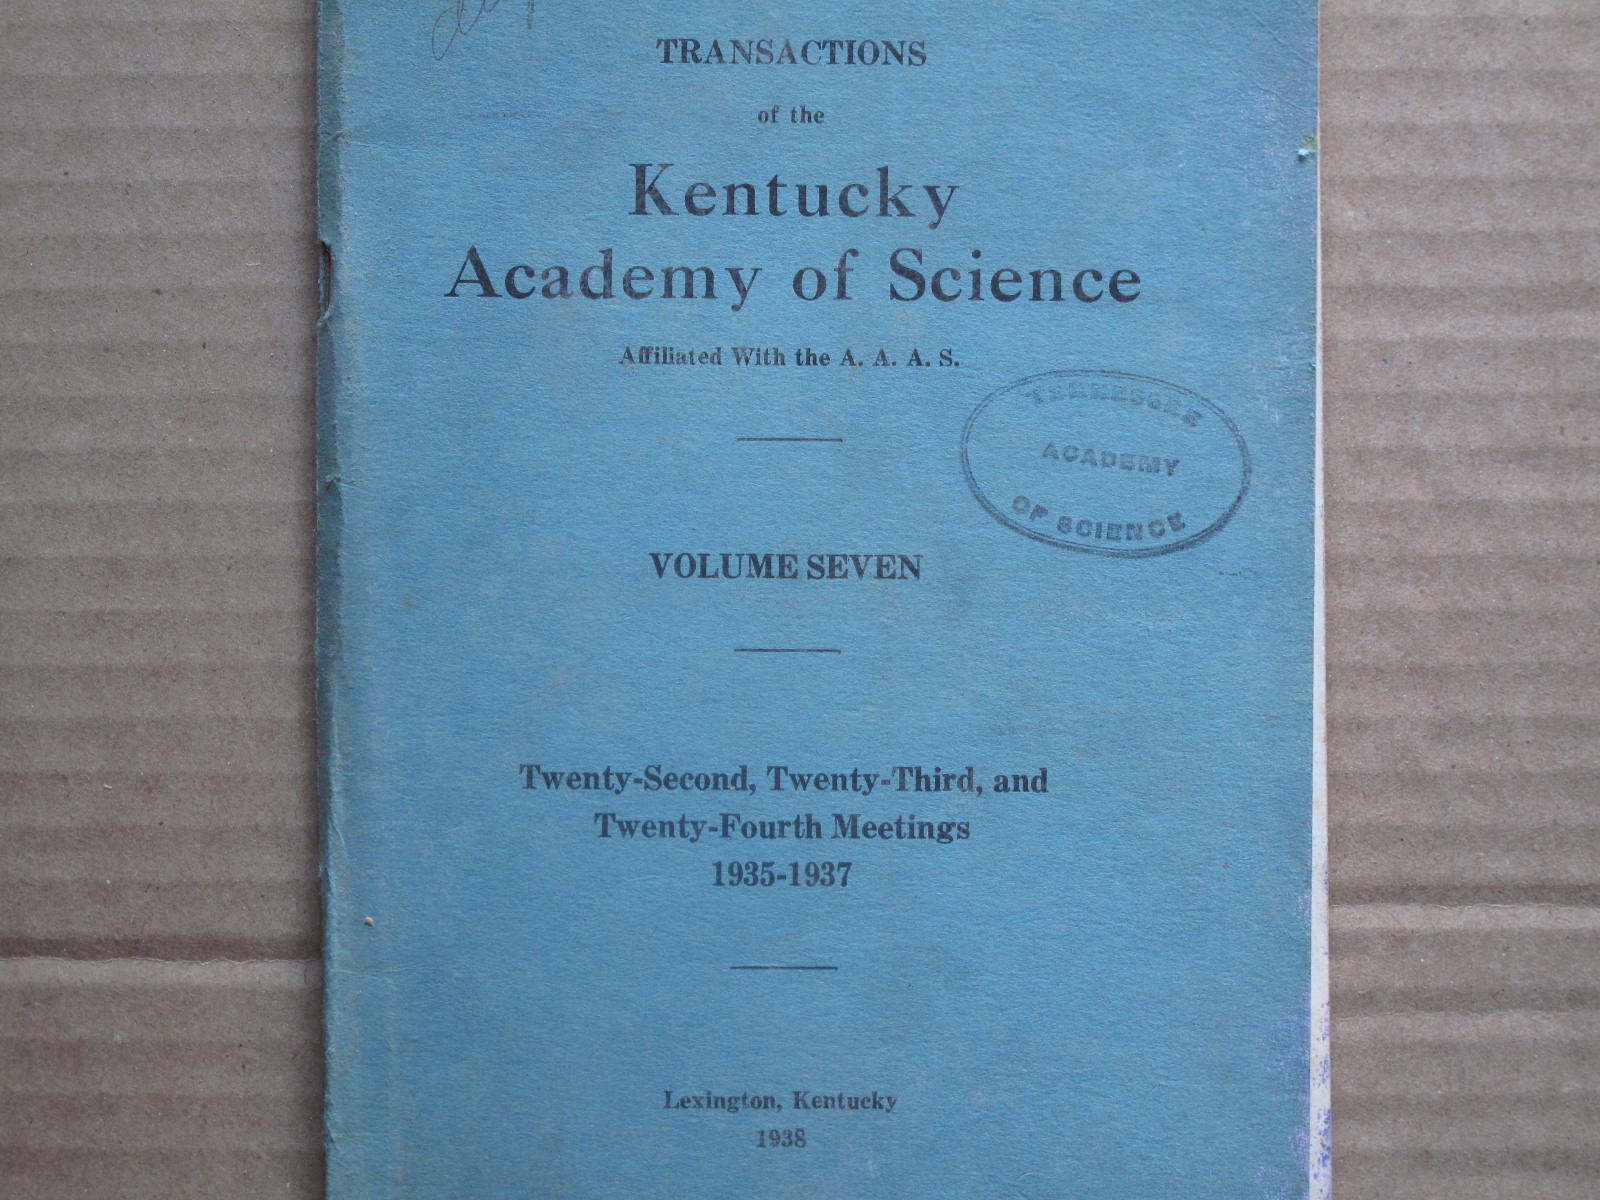 TRANSACTIONS
of the
Kentucky
Academy of Science
Affiliated With the A. A. A. S.
TENNESSEE
ACADEMY
OF SCIENCE
VOLUME SEVEN
Twenty-Second, Twenty-Third, and
Twenty-Fourth Meetings
1935-1937
Lexington, Kentucky
1938